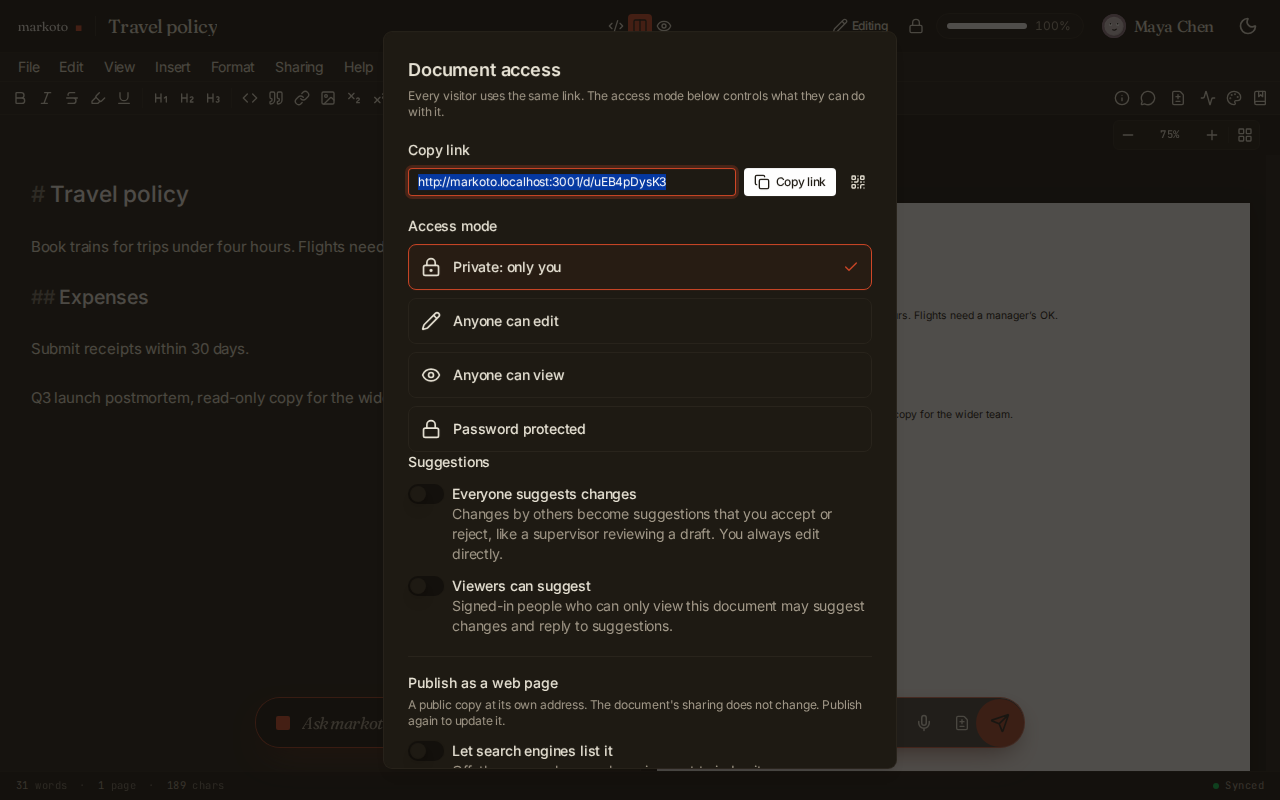 markoto
Travel policy
Editing
100%
Maya Chen
File Edit View Insert Format Sharing Help
H1 H2 H3
75%
# Travel policy
Book trains for trips under four hours. Flights need
## Expenses
Submit receipts within 30 days.
Q3 launch postmortem, read-only copy for the wid
Document access
Every visitor uses the same link. The access mode below controls what they can do
with it.
Copy link
http://markoto.localhost:3001/d/uEB4pDysK3
Copy link
Access mode
Private: only you
Anyone can edit
Anyone can view
Password protected
Suggestions
Everyone suggests changes
Changes by others become suggestions that you accept or
reject, like a supervisor reviewing a draft. You always edit
directly.
Viewers can suggest
Signed-in people who can only view this document may suggest
changes and reply to suggestions.
Publish as a web page
A public copy at its own address. The document's sharing does not change. Publish
again to update it.
Let search engines list it
rs. Flights need a manager's OK.
copy for the wider team.
Ask markot
31 words · 1 page · 189 chars
Synced